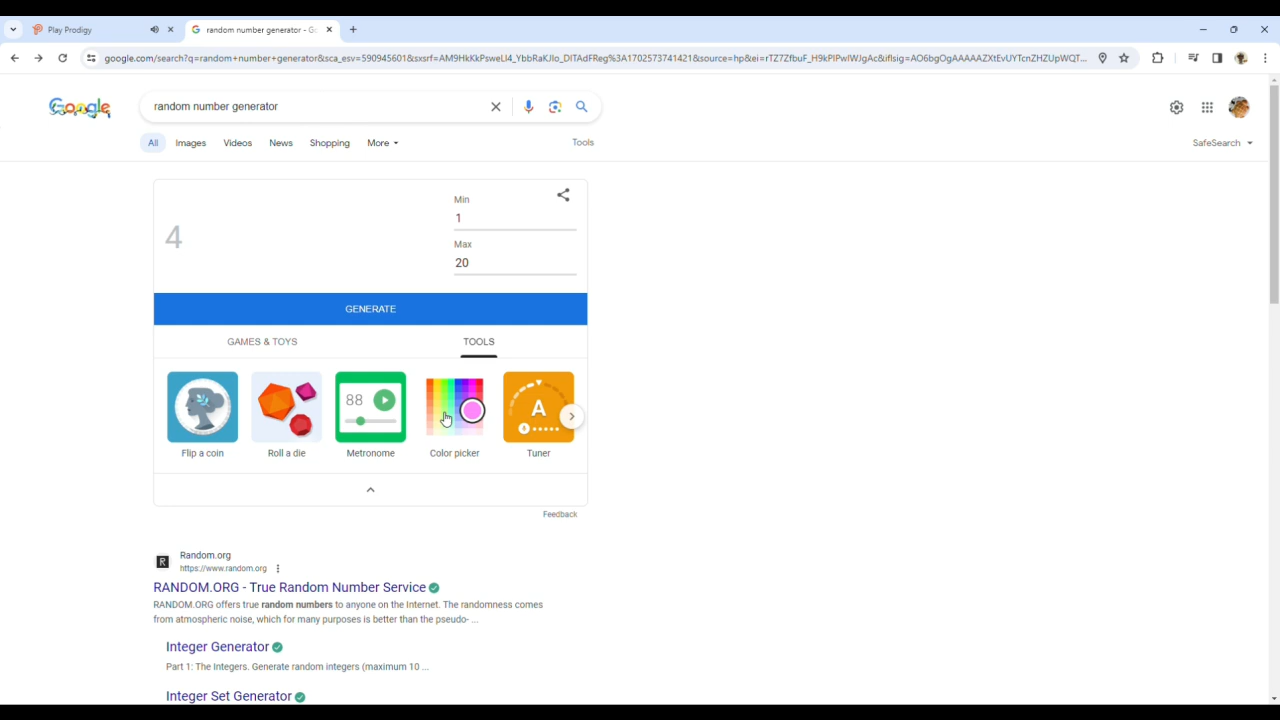 Play Prodigy
random number generator - Go
google.com/search?q=random+number+generator&sca_esv=590945601&sxsrf=AM9HkKkPsweLl4_YbbRaKJIo_DITAdFReg%3A1702573741421&source=hp&ei=rTZ7ZfbuF_H9kPIPwIWJgAc&iflsig=AO6bgOgAAAAAZXtEvUYTcnZHZUpWQT...
Google
random number generator
All Images Videos News Shopping More Tools SafeSearch
Min
1
4
Max
20
GENERATE
GAMES & TOYS TOOLS
88 A
Flip a coin Roll a die Metronome Color picker Tuner
Feedback
R Random.org
https://www.random.org
RANDOM.ORG - True Random Number Service
RANDOM.ORG offers true random numbers to anyone on the Internet. The randomness comes
from atmospheric noise, which for many purposes is better than the pseudo- ...
Integer Generator
Part 1: The Integers. Generate random integers (maximum 10 ...
Integer Set Generator